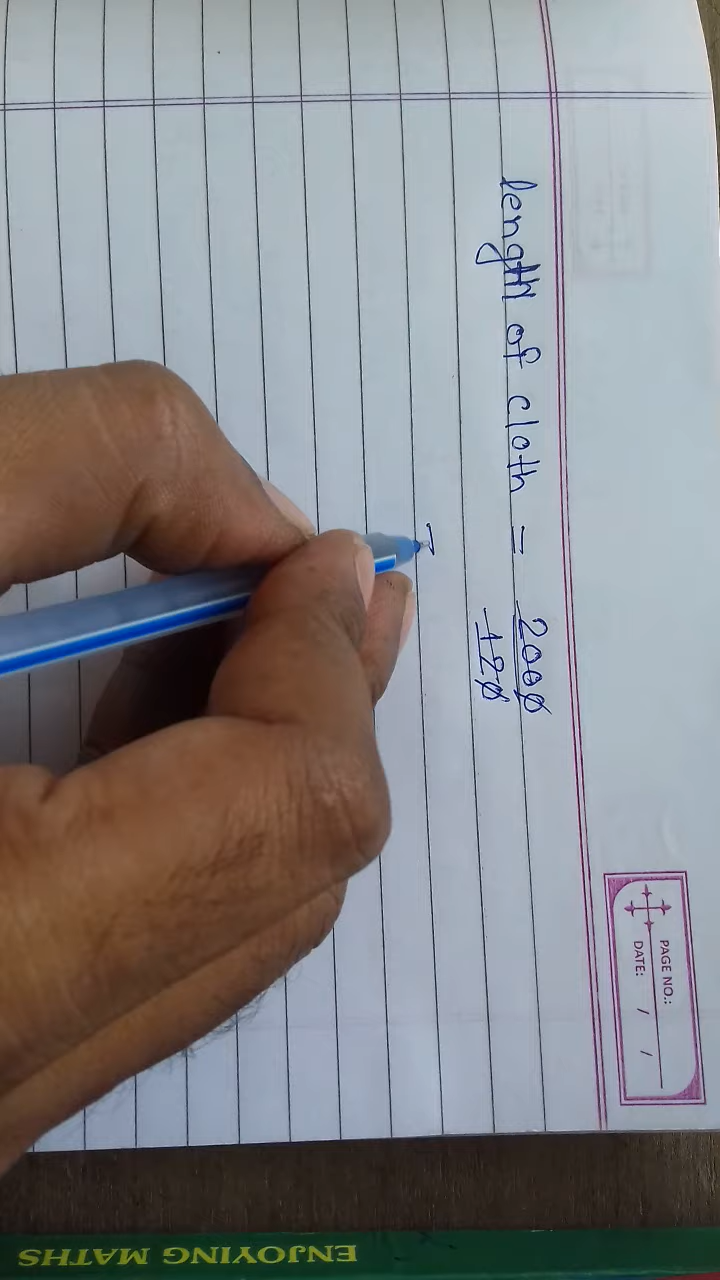 PAGE NO.:
DATE: / /
length of cloth = 2000
120
=
ENJOYING MATHS